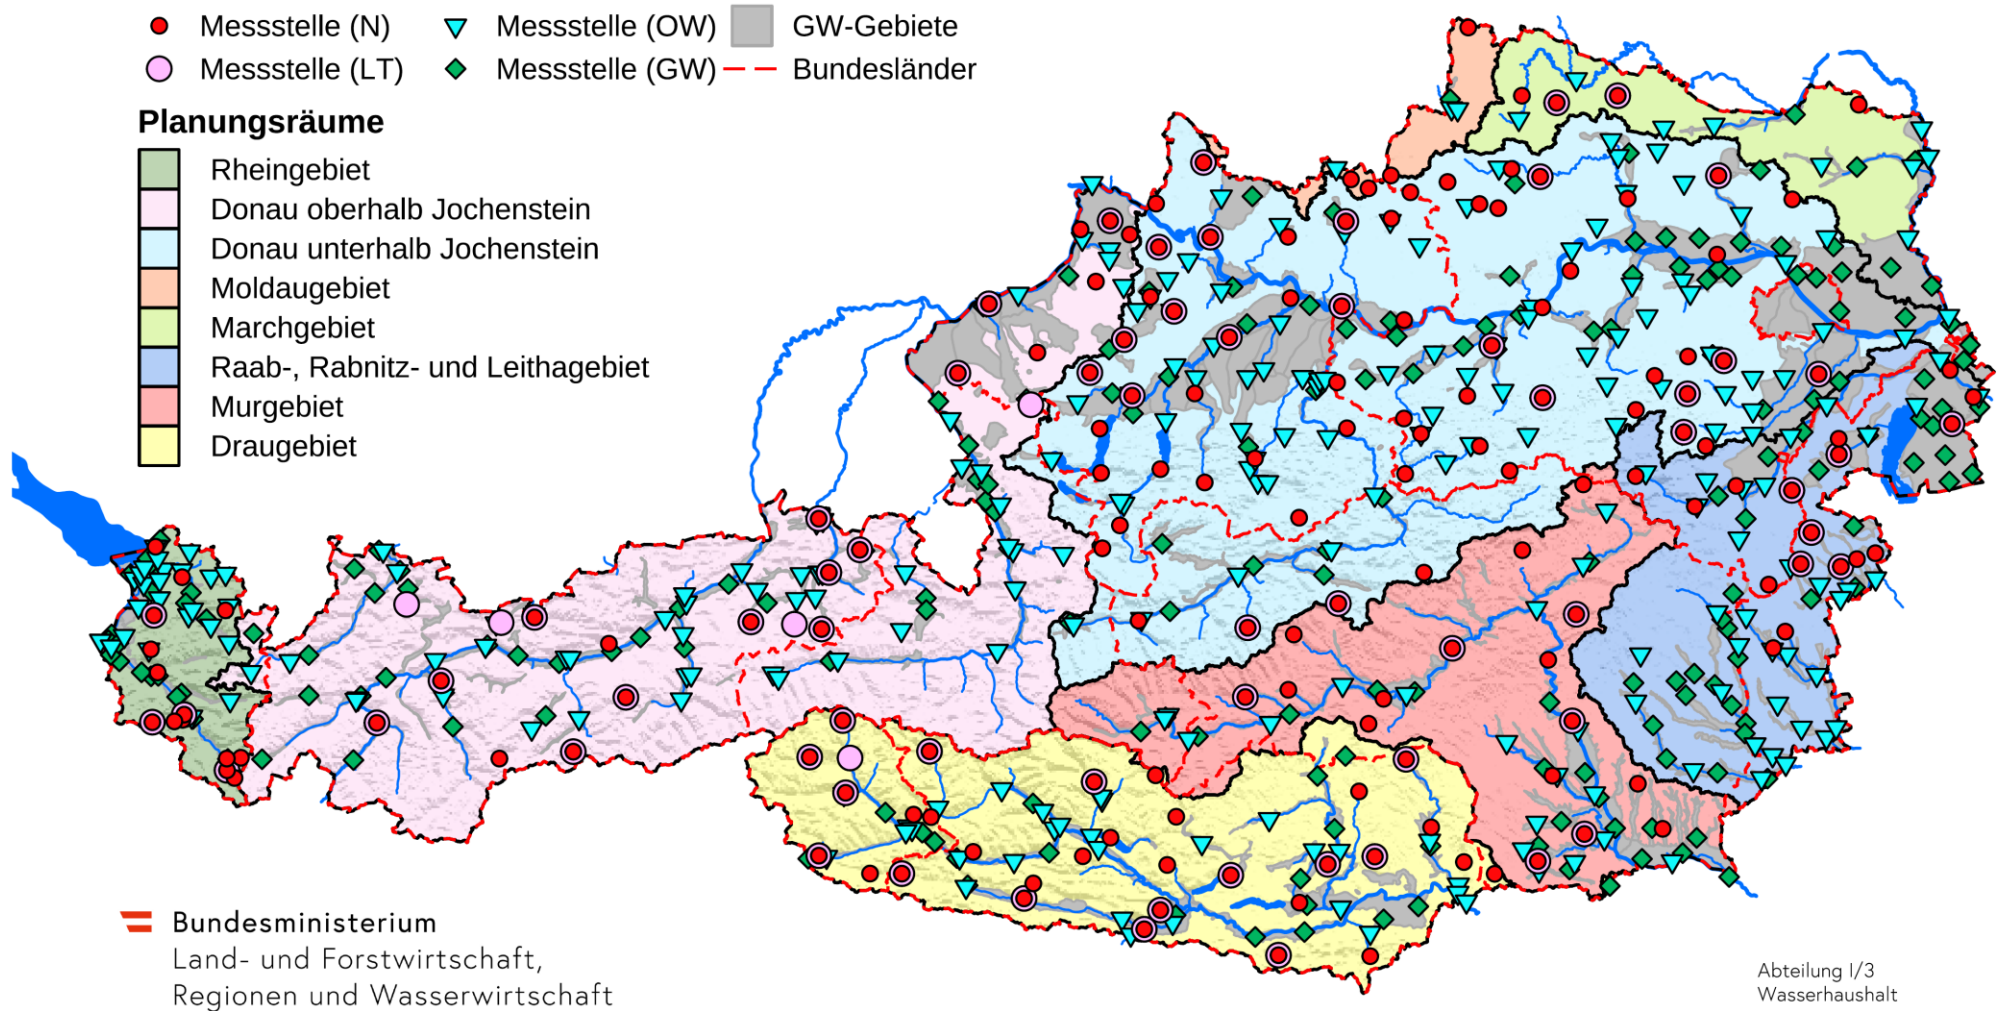 Messstelle (N)
Messstelle (OW)
GW-Gebiete
Messstelle (LT)
Messstelle (GW)
Bundesländer
Planungsräume
Rheingebiet
Donau oberhalb Jochenstein
Donau unterhalb Jochenstein
Moldaugebiet
Marchgebiet
Raab-, Rabnitz- und Leithagebiet
Murgebiet
Draugebiet
Bundesministerium
Land- und Forstwirtschaft,
Regionen und Wasserwirtschaft
Abteilung I/3
Wasserhaushalt